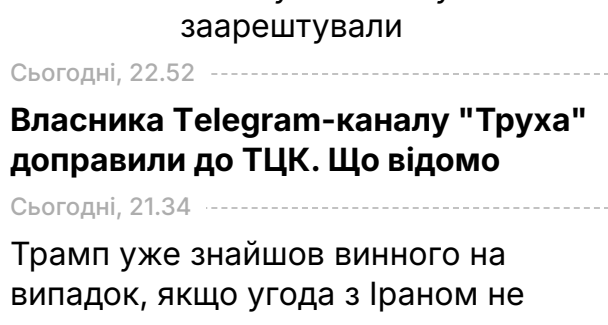 заарештували
Сьогодні, 22.52
Власника Telegram-каналу "Труха"
доправили до ТЦК. Що відомо
Сьогодні, 21.34
Трамп уже знайшов винного на
випадок, якщо угода з Іраном не